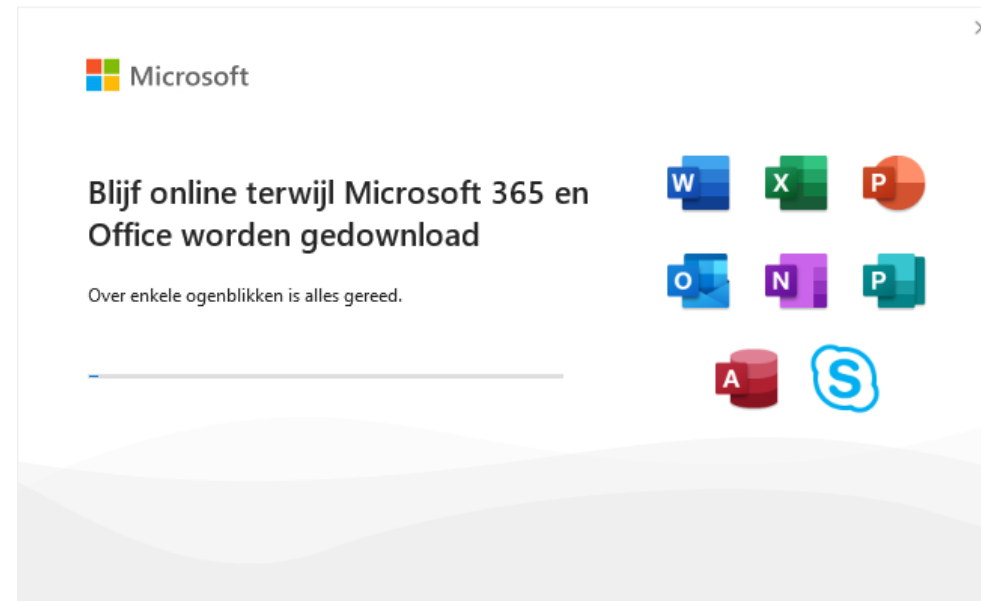 Microsoft
Blijf online terwijl Microsoft 365 en
Office worden gedownload
Over enkele ogenblikken is alles gereed.
W X P
O N P
A S